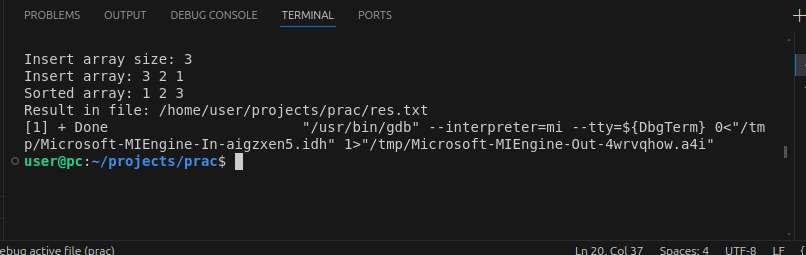 PROBLEMS OUTPUT DEBUG CONSOLE TERMINAL PORTS
Insert array size: 3
Insert array: 3 2 1
Sorted array: 1 2 3
Result in file: /home/user/projects/prac/res.txt
[1] + Done "/usr/bin/gdb" --interpreter=mi --tty=${DbgTerm} 0<"/tm
p/Microsoft-MIEngine-In-aigzxen5.idh" 1>"/tmp/Microsoft-MIEngine-Out-4wrvqhow.a4i"
user@pc:~/projects/prac$
ebug active file (prac) Ln 20, Col 37 Spaces: 4 UTF-8 LF {